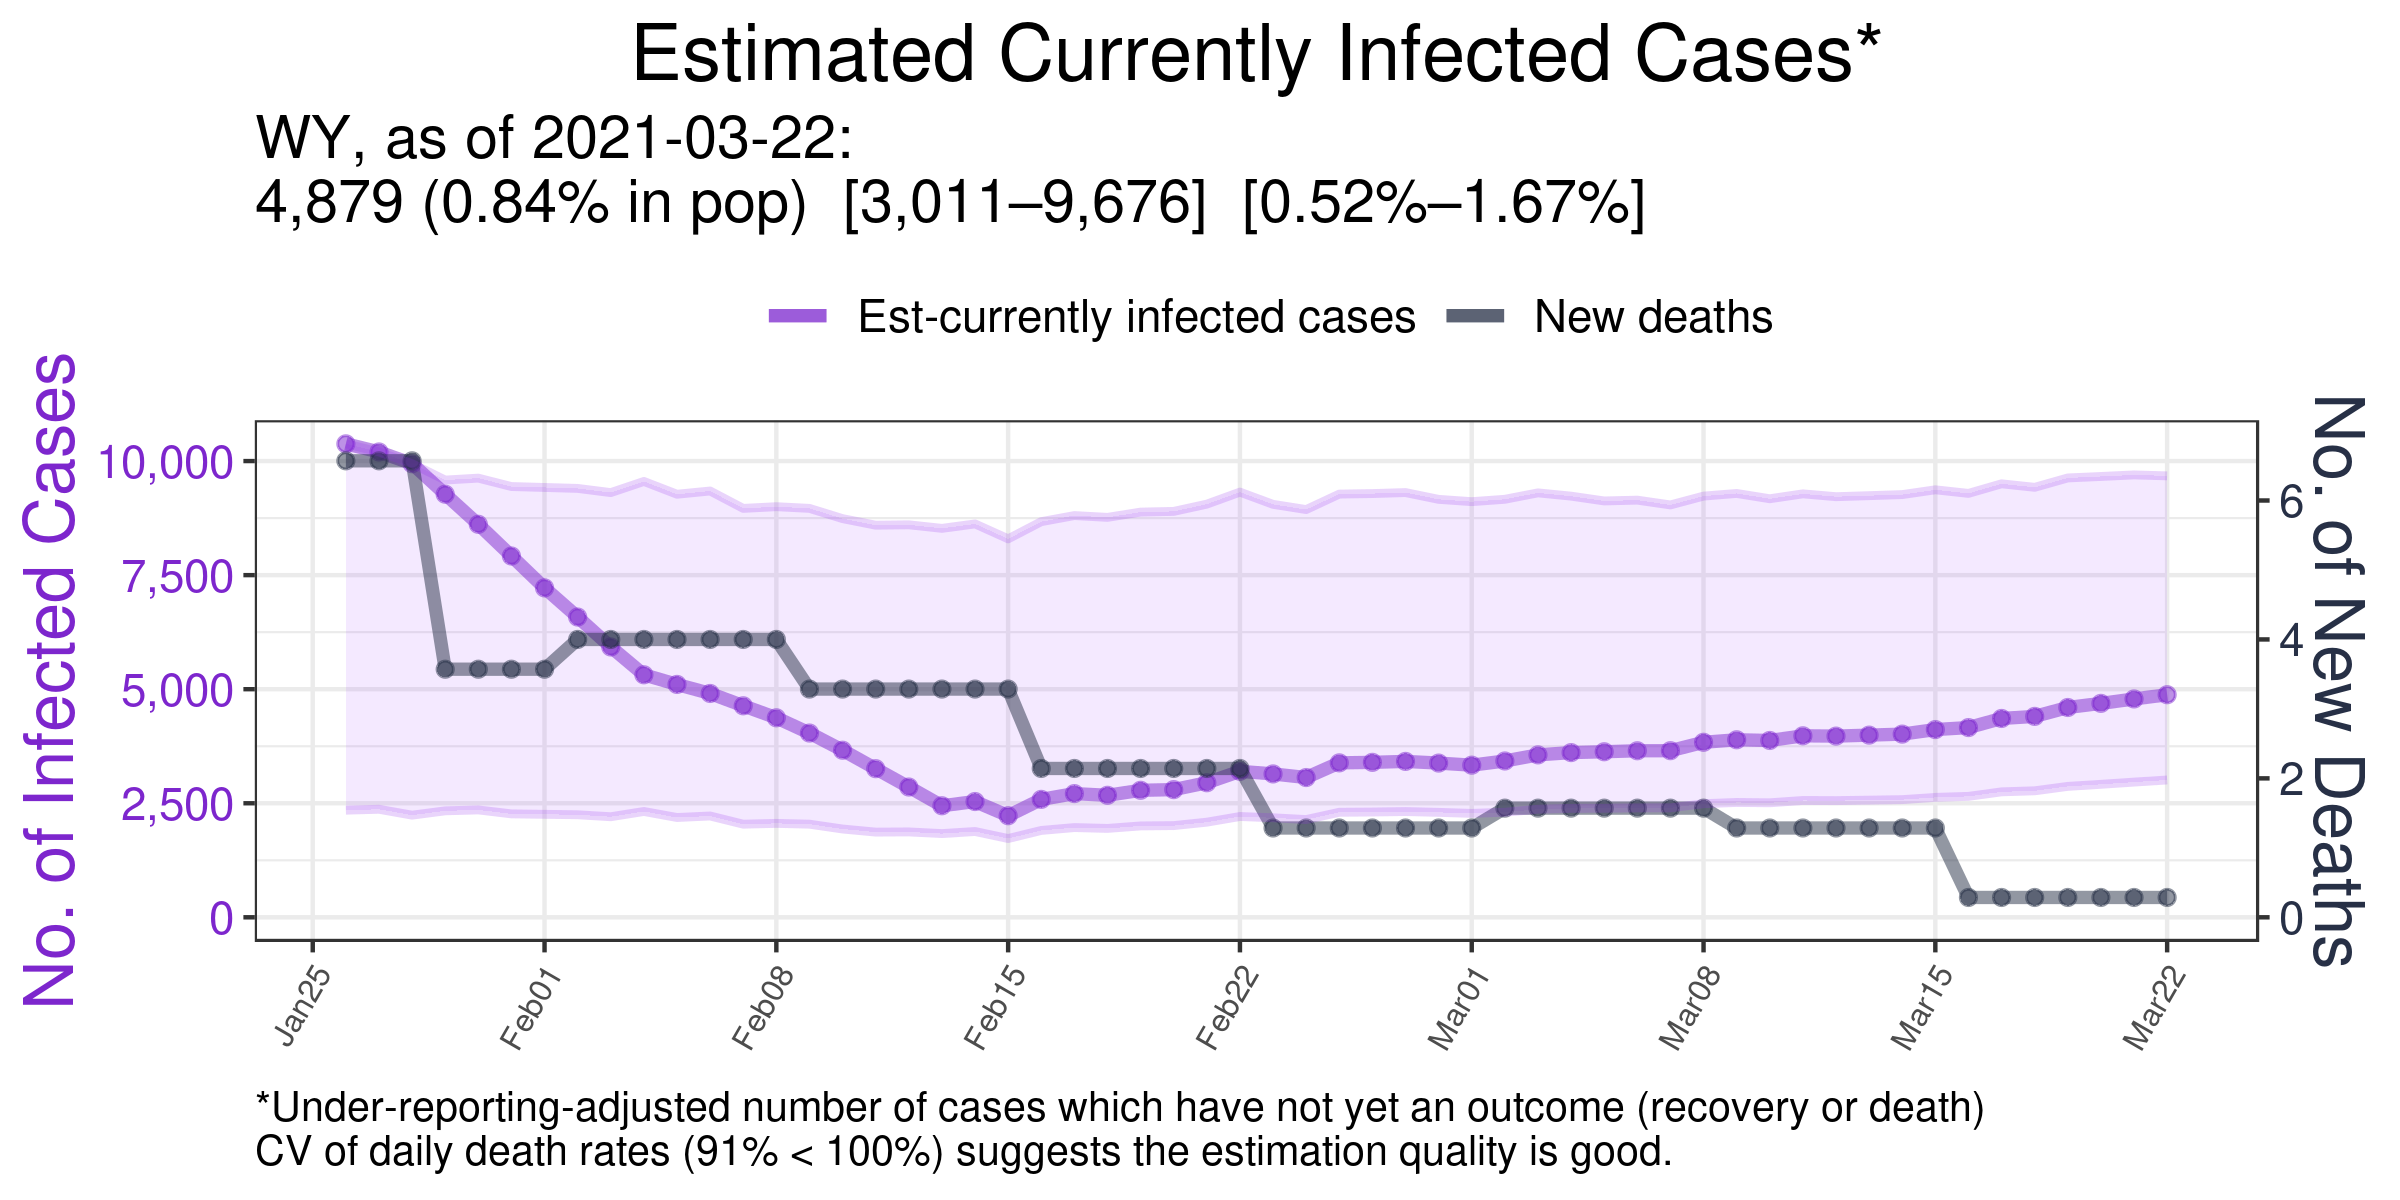 Estimated Currently Infected Cases*
WY, as of 2021-03-22:
4,879 (0.84% in pop)  [3,011–9,676]  [0.52%–1.67%]
Est-currently infected cases
New deaths
No. of Infected Cases
10,000
7,500
5,000
2,500
0
No. of New Deaths
6
4
2
0
Jan25
Feb01
Feb08
Feb15
Feb22
Mar01
Mar08
Mar15
Mar22
*Under-reporting-adjusted number of cases which have not yet an outcome (recovery or death)
CV of daily death rates (91% < 100%) suggests the estimation quality is good.